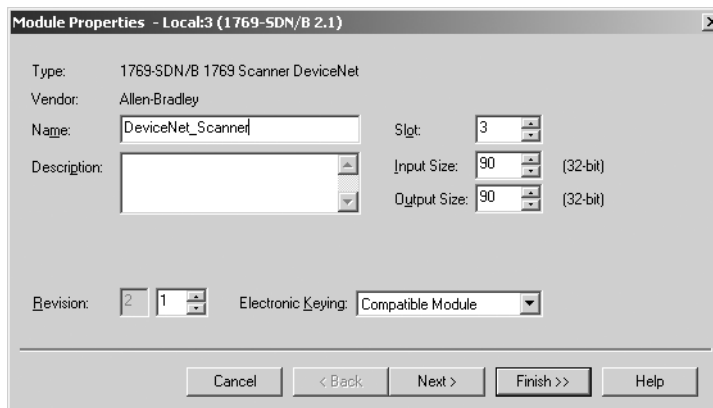 Module Properties - Local:3 (1769-SDN/B 2.1)
Type: 1769-SDN/B 1769 Scanner DeviceNet
Vendor: Allen-Bradley
Name: DeviceNet_Scanner Slot: 3
Description: Input Size: 90 (32-bit)
Output Size: 90 (32-bit)
Revision: 2 1 Electronic Keying: Compatible Module
Cancel < Back Next > Finish >> Help